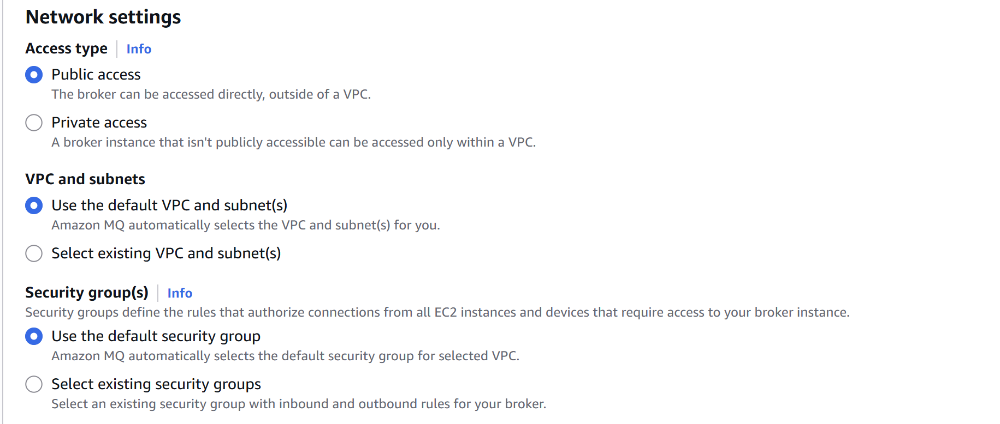 Network settings
Access type | Info
Public access
The broker can be accessed directly, outside of a VPC.
Private access
A broker instance that isn't publicly accessible can be accessed only within a VPC.
VPC and subnets
Use the default VPC and subnet(s)
Amazon MQ automatically selects the VPC and subnet(s) for you.
Select existing VPC and subnet(s)
Security group(s) | Info
Security groups define the rules that authorize connections from all EC2 instances and devices that require access to your broker instance.
Use the default security group
Amazon MQ automatically selects the default security group for selected VPC.
Select existing security groups
Select an existing security group with inbound and outbound rules for your broker.